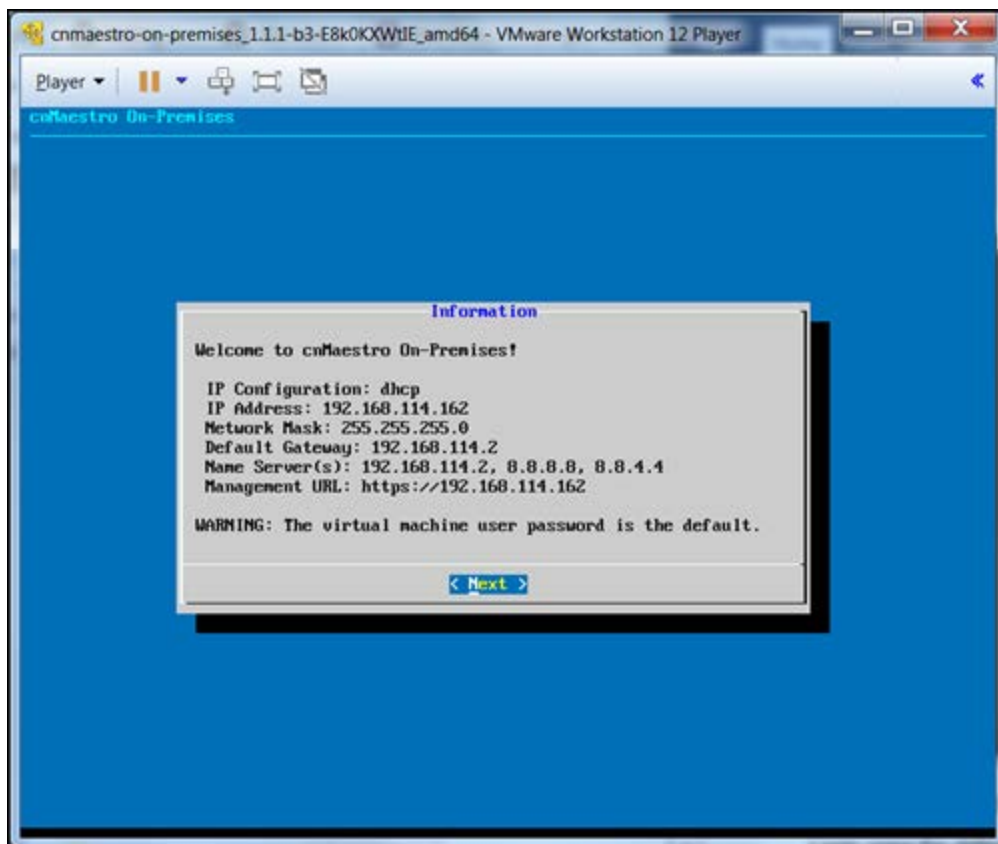 cnmaestro-on-premises_1.1.1-b3-E8k0KXWtIE_amd64 - VMware Workstation 12 Player
Player
cnMaestro On-Premises
Information
Welcome to cnMaestro On-Premises!
IP Configuration: dhcp
IP Address: 192.168.114.162
Network Mask: 255.255.255.0
Default Gateway: 192.168.114.2
Name Server(s): 192.168.114.2, 8.8.8.8, 8.8.4.4
Management URL: https://192.168.114.162
WARNING: The virtual machine user password is the default.
< Next >